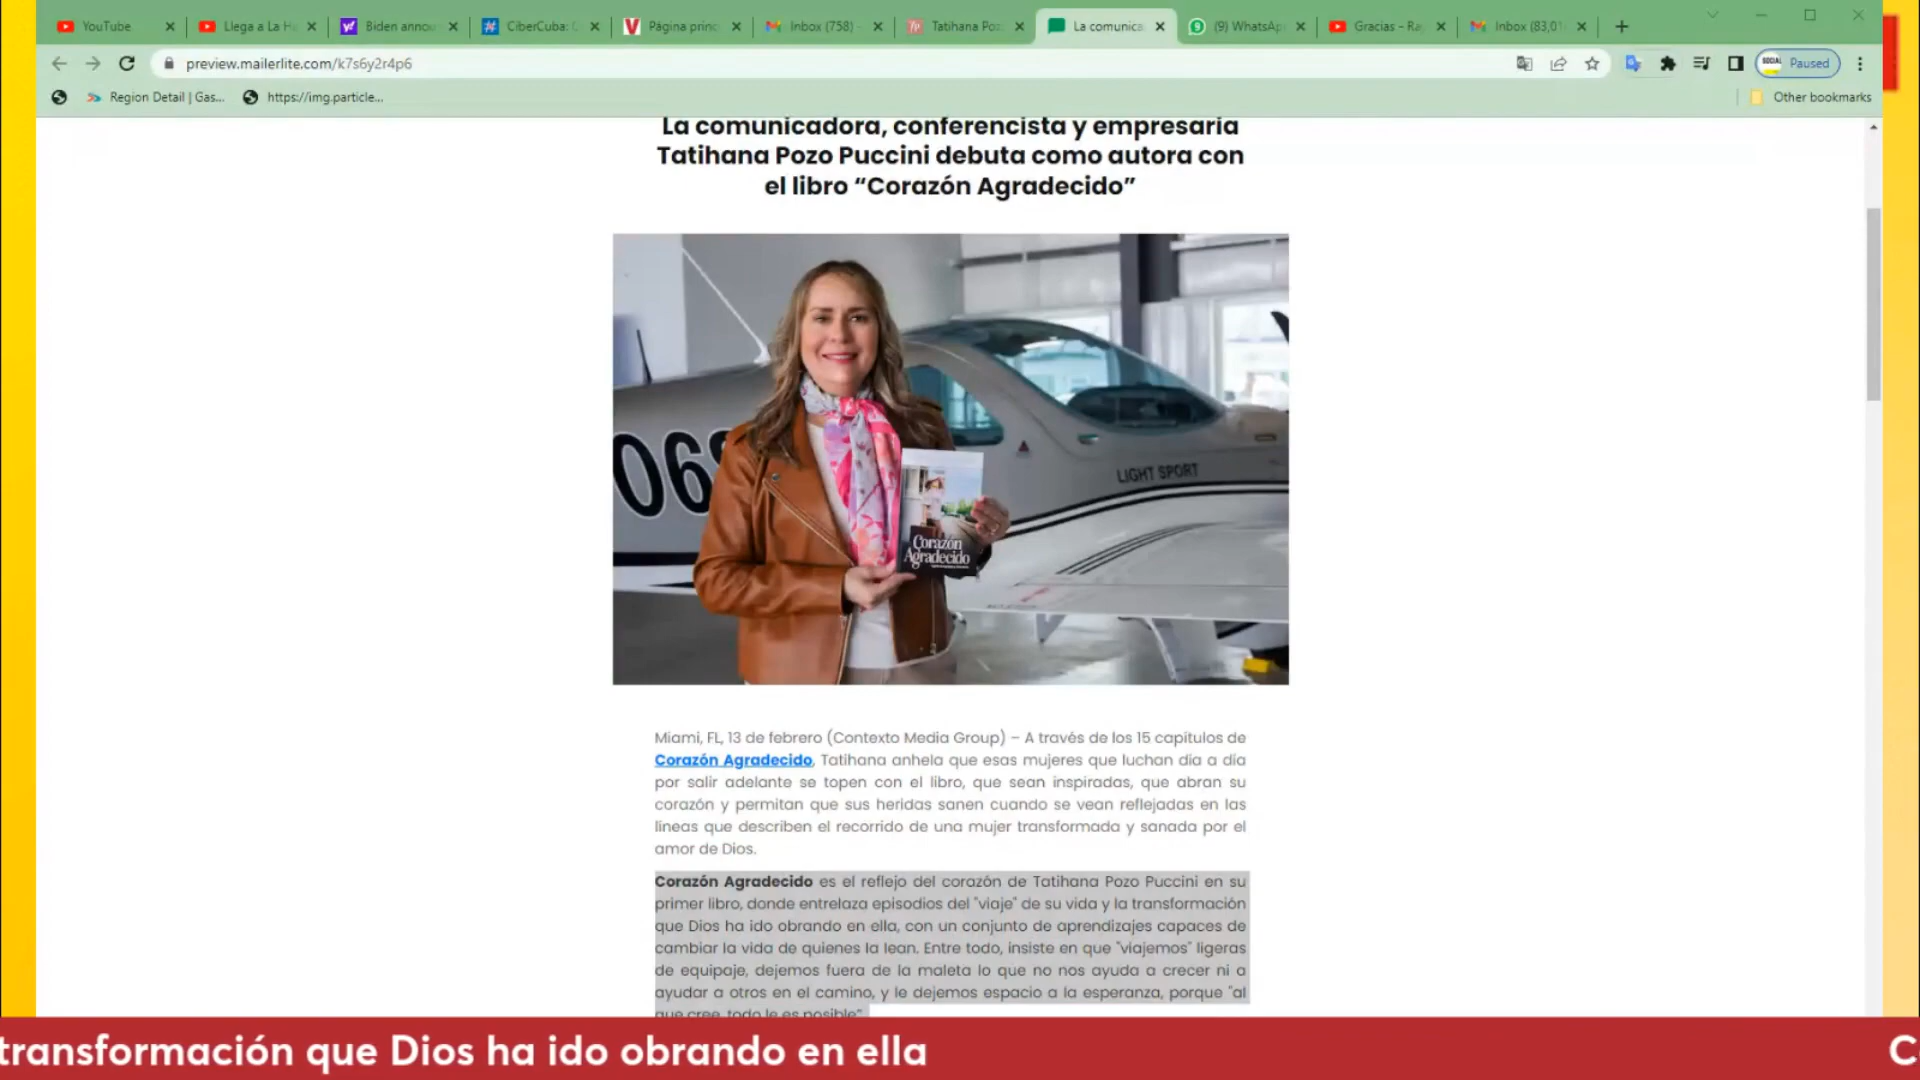 YouTube
Llega a La Ha
Biden annou
CiberCuba:
Página princ
Inbox (758) -
Tatihana Poz
La comunica
(9) WhatsAp
Gracias – Ra
Inbox (83,01
preview.mailerlite.com/k7s6y2r4p6
SOCIAL
Paused
Region Detail | Gas...
https://img.particle...
Other bookmarks
La comunicadora, conferencista y empresaria
Tatihana Pozo Puccini debuta como autora con
el libro “Corazón Agradecido”
LIGHT SPORT
06
Corazón
Agradecido
Miami, FL, 13 de febrero (Contexto Media Group) – A través de los 15 capítulos de
Corazón Agradecido, Tatihana anhela que esas mujeres que luchan día a día
por salir adelante se topen con el libro, que sean inspiradas, que abran su
corazón y permitan que sus heridas sanen cuando se vean reflejadas en las
líneas que describen el recorrido de una mujer transformada y sanada por el
amor de Dios.
Corazón Agradecido es el reflejo del corazón de Tatihana Pozo Puccini en su
primer libro, donde entrelaza episodios del "viaje" de su vida y la transformación
que Dios ha ido obrando en ella, con un conjunto de aprendizajes capaces de
cambiar la vida de quienes la lean. Entre todo, insiste en que "viajemos" ligeras
de equipaje, dejemos fuera de la maleta lo que no nos ayuda a crecer ni a
ayudar a otros en el camino, y le dejemos espacio a la esperanza, porque "al
que cree, todo le es posible".
transformación que Dios ha ido obrando en ella